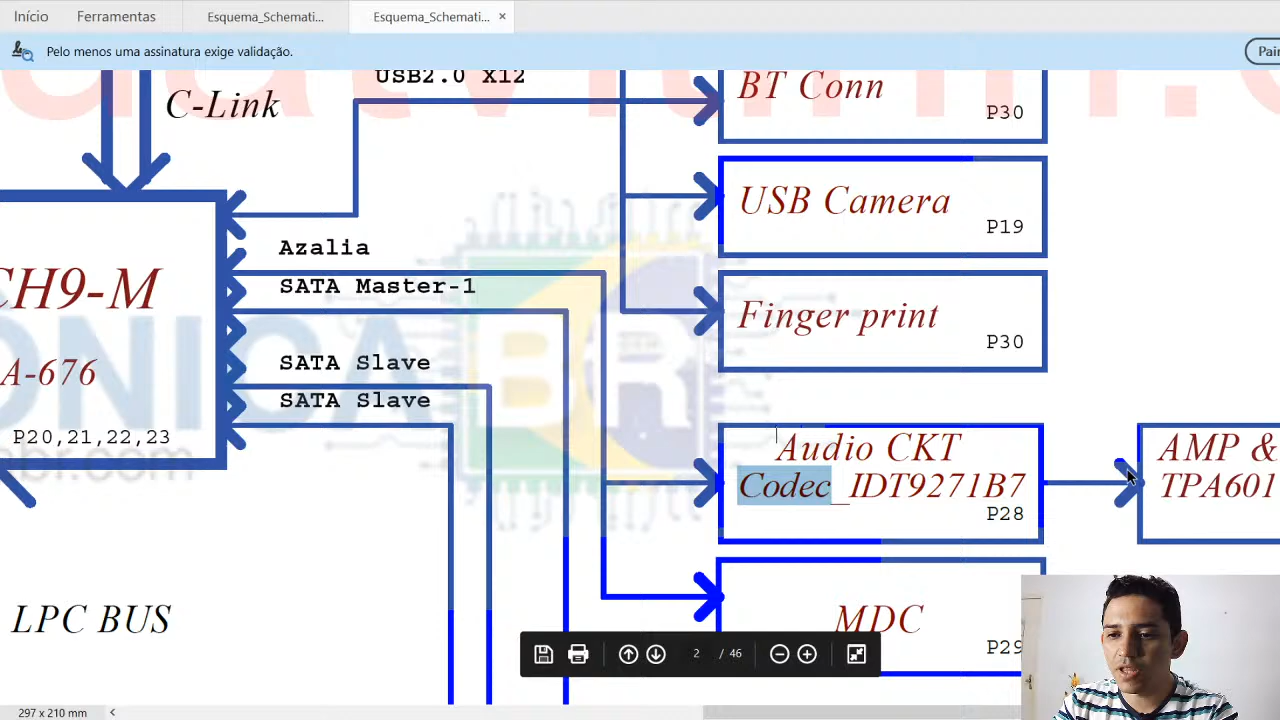 Início Ferramentas Esquema_Schemati... Esquema_Schemati... ×
Pelo menos uma assinatura exige validação.
USB2.0 X12
C-Link
BT Conn
P30
USB Camera
P19
Azalia
SATA Master-1
CH9-M
Finger print
P30
A-676
SATA Slave
SATA Slave
P20,21,22,23
Audio CKT
Codec_IDT9271B7
P28
AMP &
TPA601
BR
LPC BUS
MDC
P29
2 / 46
297 x 210 mm